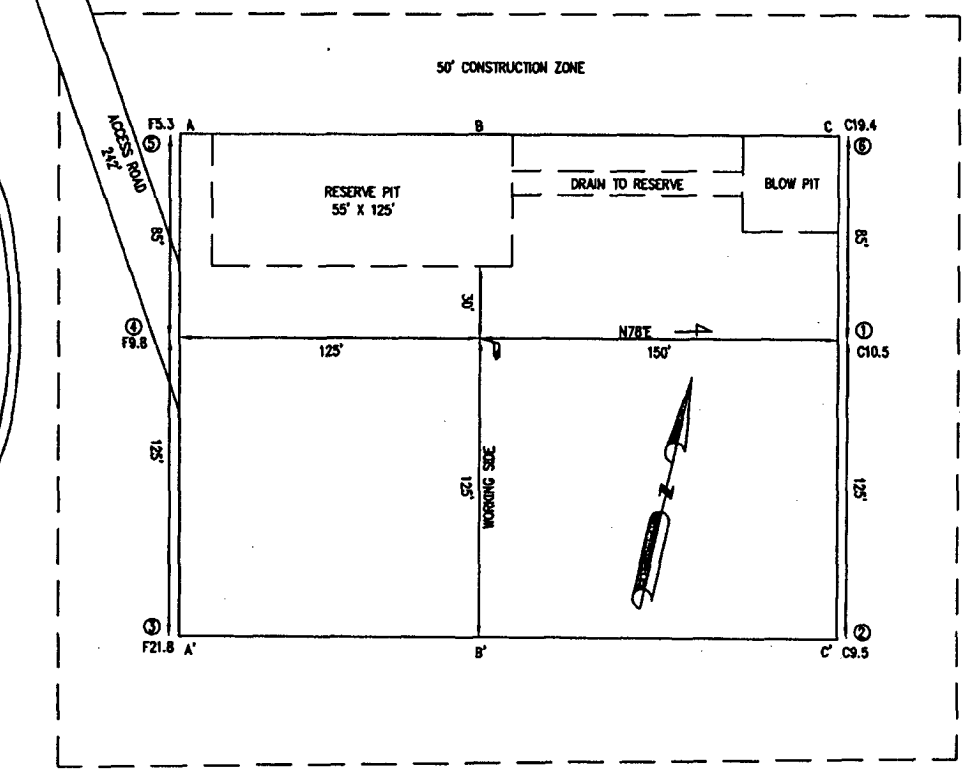 50' CONSTRUCTION ZONE
F5.3
A
B
C
C19.4
⑤
⑥
ACCESS ROAD
242'
RESERVE PIT
55' X 125'
DRAIN TO RESERVE
BLOW PIT
85'
85'
30'
④
F9.8
N78'E
①
C10.5
125'
150'
125'
125'
WORKING SIDE
125'
N
③
F21.8
A'
B'
C'
②
C9.5